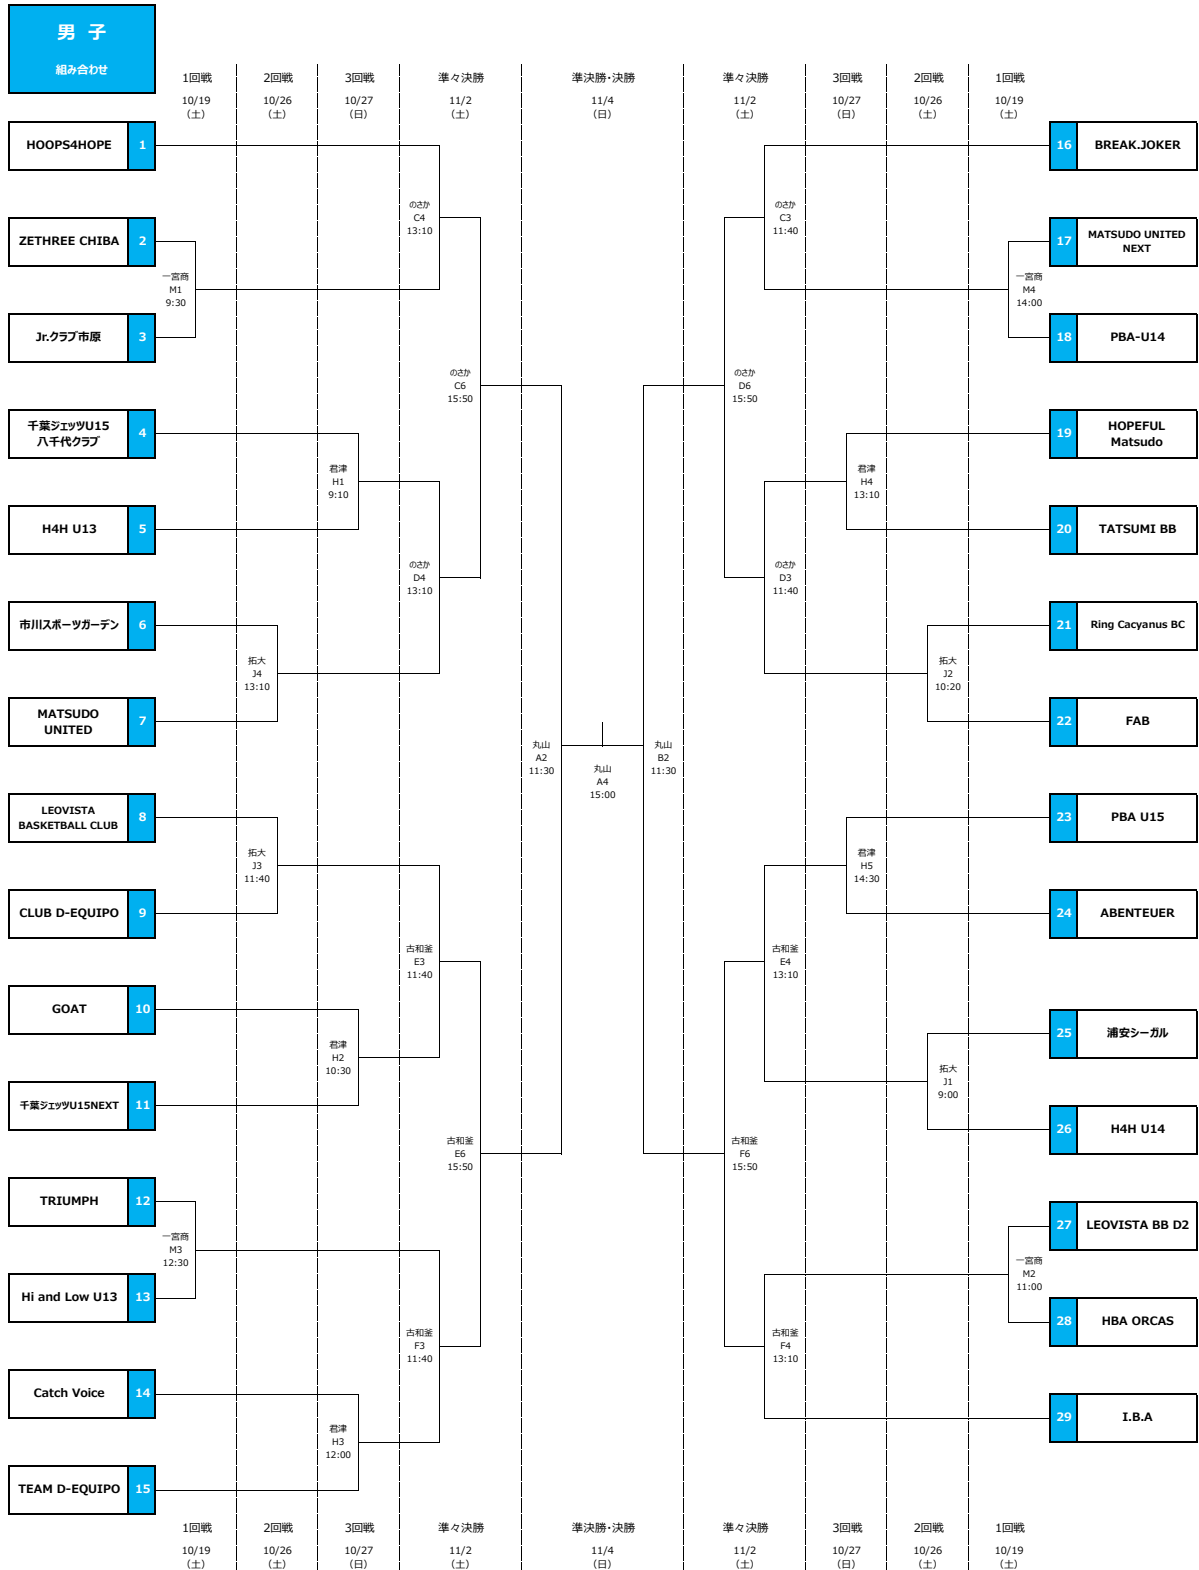 男 子
組み合わせ
1回戦 2回戦 3回戦 準々決勝 準決勝・決勝 準々決勝 3回戦 2回戦 1回戦
10/19 10/26 10/27 11/2 11/4 11/2 10/27 10/26 10/19
(土) (土) (日) (土) (日) (土) (日) (土) (土)
HOOPS4HOPE 1
ZETHREE CHIBA 2
一宮商
M1
9:30
Jr.クラブ市原 3
のさか
C4
13:10
千葉ジェッツU15
八千代クラブ 4
君津
H1
9:10
H4H U13 5
のさか
C6
15:50
のさか
D4
13:10
市川スポーツガーデン 6
拓大
J4
13:10
MATSUDO
UNITED 7
LEOVISTA
BASKETBALL CLUB 8
拓大
J3
11:40
CLUB D-EQUIPO 9
古和釜
E3
11:40
GOAT 10
君津
H2
10:30
千葉ジェッツU15NEXT 11
古和釜
E6
15:50
TRIUMPH 12
一宮商
M3
12:30
Hi and Low U13 13
古和釜
F3
11:40
Catch Voice 14
君津
H3
12:00
TEAM D-EQUIPO 15
丸山
A2
11:30
丸山
A4
15:00
丸山
B2
11:30
16 BREAK.JOKER
のさか
C3
11:40
17 MATSUDO UNITED
NEXT
一宮商
M4
14:00
18 PBA-U14
のさか
D6
15:50
19 HOPEFUL
Matsudo
君津
H4
13:10
20 TATSUMI BB
のさか
D3
11:40
21 Ring Cacyanus BC
拓大
J2
10:20
22 FAB
23 PBA U15
君津
H5
14:30
24 ABENTEUER
古和釜
E4
13:10
25 浦安シーガル
拓大
J1
9:00
26 H4H U14
古和釜
F6
15:50
27 LEOVISTA BB D2
一宮商
M2
11:00
28 HBA ORCAS
古和釜
F4
13:10
29 I.B.A
1回戦 2回戦 3回戦 準々決勝 準決勝・決勝 準々決勝 3回戦 2回戦 1回戦
10/19 10/26 10/27 11/2 11/4 11/2 10/27 10/26 10/19
(土) (土) (日) (土) (日) (土) (日) (土) (土)